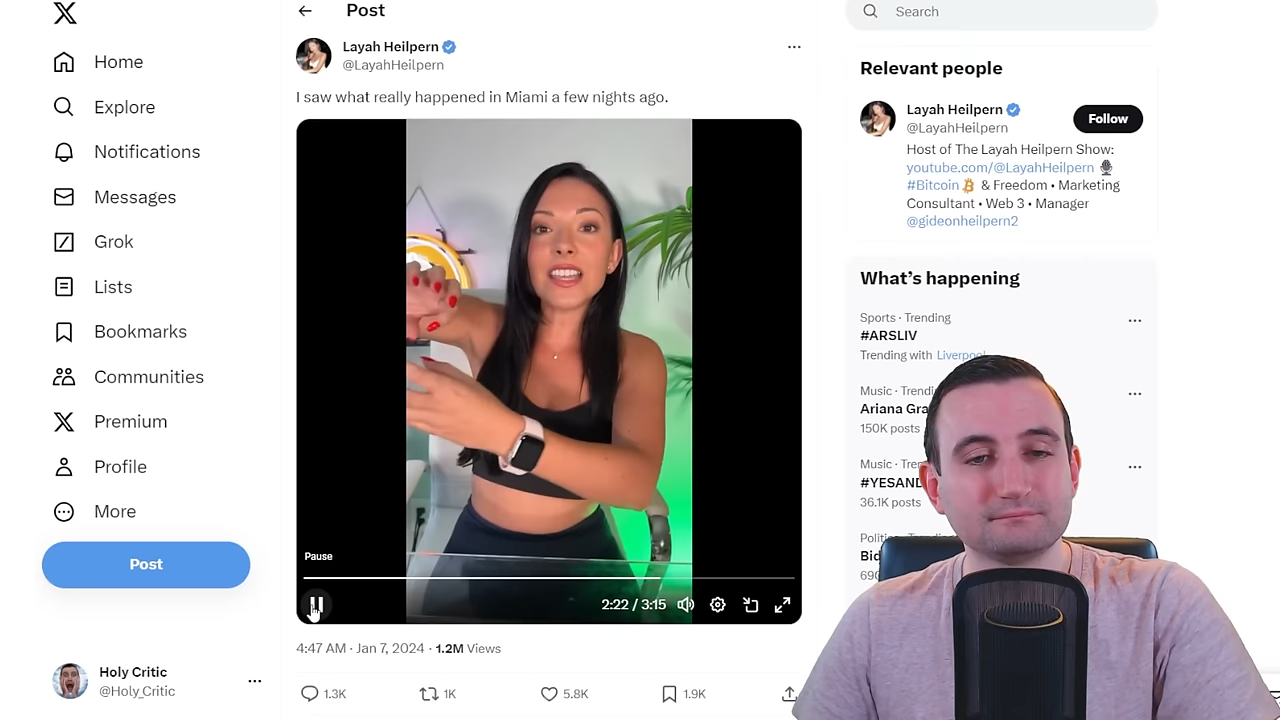 Home
Explore
Notifications
Messages
Grok
Lists
Bookmarks
Communities
Premium
Profile
More
Post
Holy Critic
@Holy_Critic
Post
Layah Heilpern
@LayahHeilpern
I saw what really happened in Miami a few nights ago.
Pause
2:22 / 3:15
4:47 AM · Jan 7, 2024 · 1.2M Views
1.3K 1K 5.8K 1.9K
Search
Relevant people
Layah Heilpern
@LayahHeilpern
Follow
Host of The Layah Heilpern Show:
youtube.com/@LayahHeilpern
#Bitcoin & Freedom • Marketing
Consultant • Web 3 • Manager
@gideonheilpern2
What's happening
Sports · Trending
#ARSLIV
Trending with Liverpool
Music ·
Ariana
150K posts
Music ·
36.1K posts